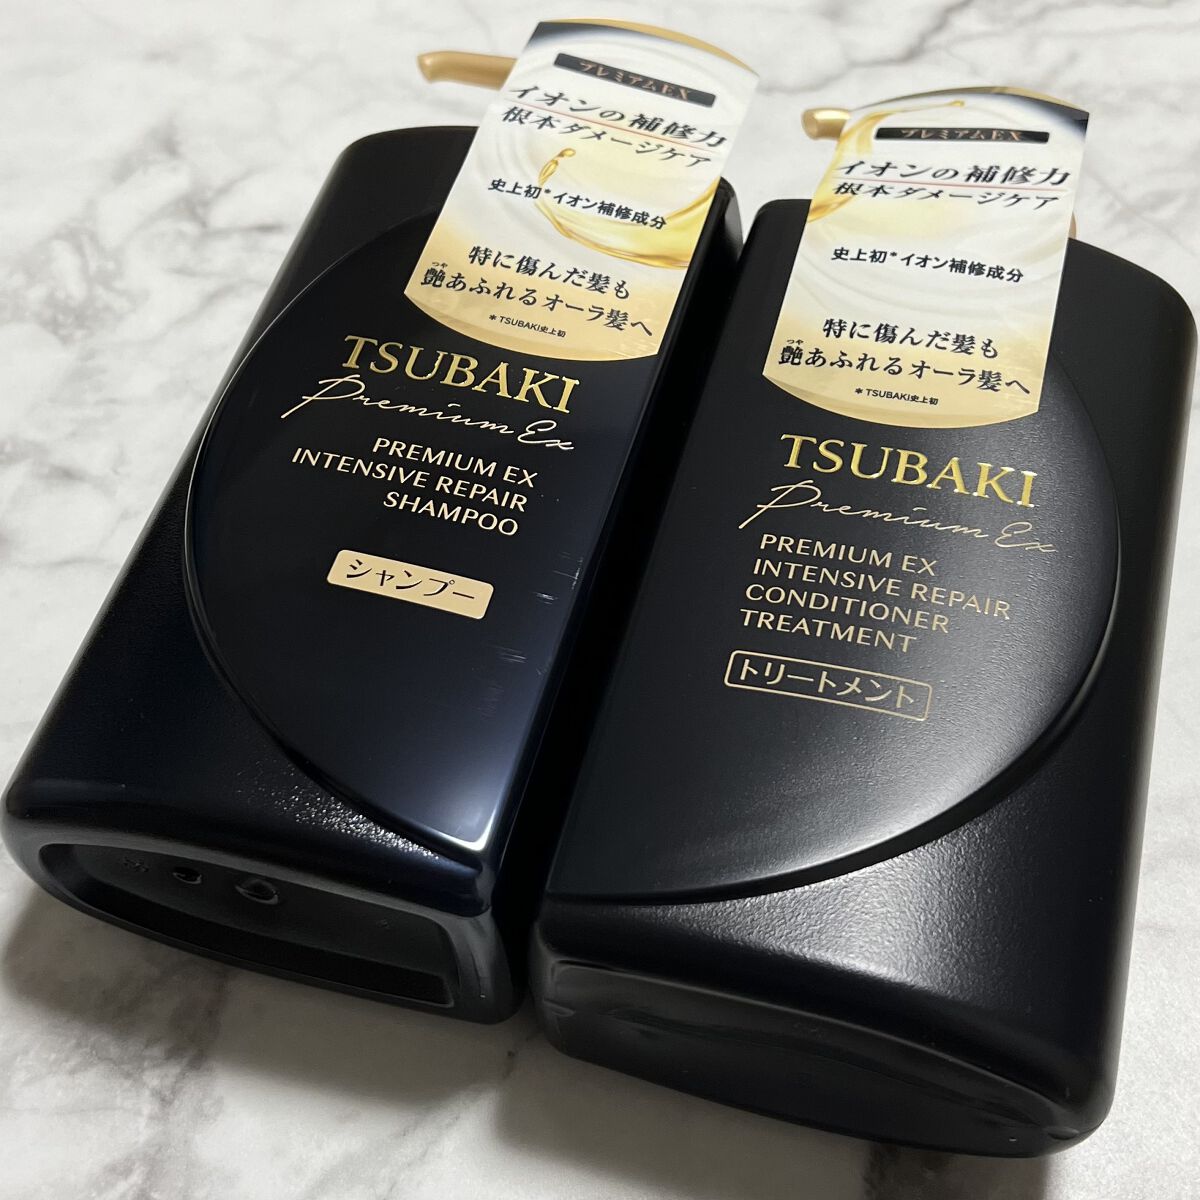 プレミアムEX
イオンの補修力
根本ダメージケア
史上初*イオン補修成分
特に傷んだ髪も
つや
艶あふれるオーラ髪へ
*TSUBAKI史上初
TSUBAKI
Premium Ex
PREMIUM EX
INTENSIVE REPAIR
SHAMPOO
シャンプー
プレミアムEX
イオンの補修力
根本ダメージケア
史上初*イオン補修成分
特に傷んだ髪も
つや
艶あふれるオーラ髪へ
*TSUBAKI史上初
TSUBAKI
Premium Ex
PREMIUM EX
INTENSIVE REPAIR
CONDITIONER
TREATMENT
トリートメント